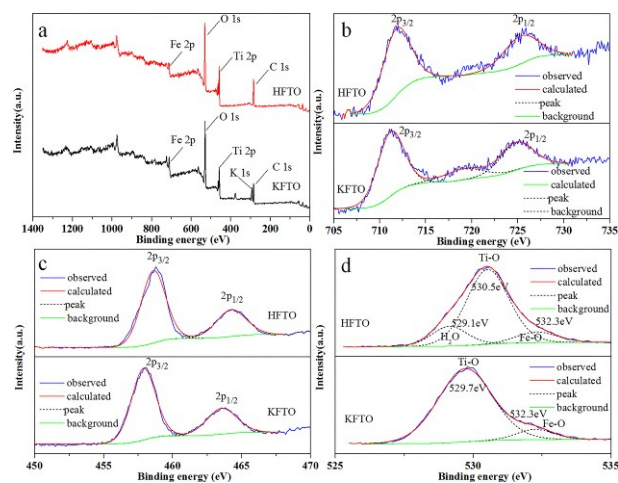 a
O 1s
Fe 2p
Ti 2p
C 1s
HFTO
O 1s
Fe 2p
Ti 2p
K 1s
C 1s
KFTO
Intensity(a.u.)
1400 1200 1000 800 600 400 200 0
Binding energy (eV)
b
2p3/2
2p1/2
HFTO
observed
calculated
peak
background
2p3/2
2p1/2
KFTO
observed
calculated
peak
background
Intensity(a.u.)
705 710 715 720 725 730 735
Binding energy (eV)
c
2p3/2
2p1/2
observed
calculated
peak
background
HFTO
2p3/2
2p1/2
observed
calculated
peak
background
KFTO
Intensity(a.u.)
450 455 460 465 470
Binding energy (eV)
d
Ti-O
530.5eV
529.1eV
532.3eV
H2O
Fe-O
HFTO
observed
calculated
peak
background
Ti-O
529.7eV
532.3eV
Fe-O
KFTO
observed
calculated
peak
background
Intensity(a.u.)
525 530 535
Binding energy (eV)